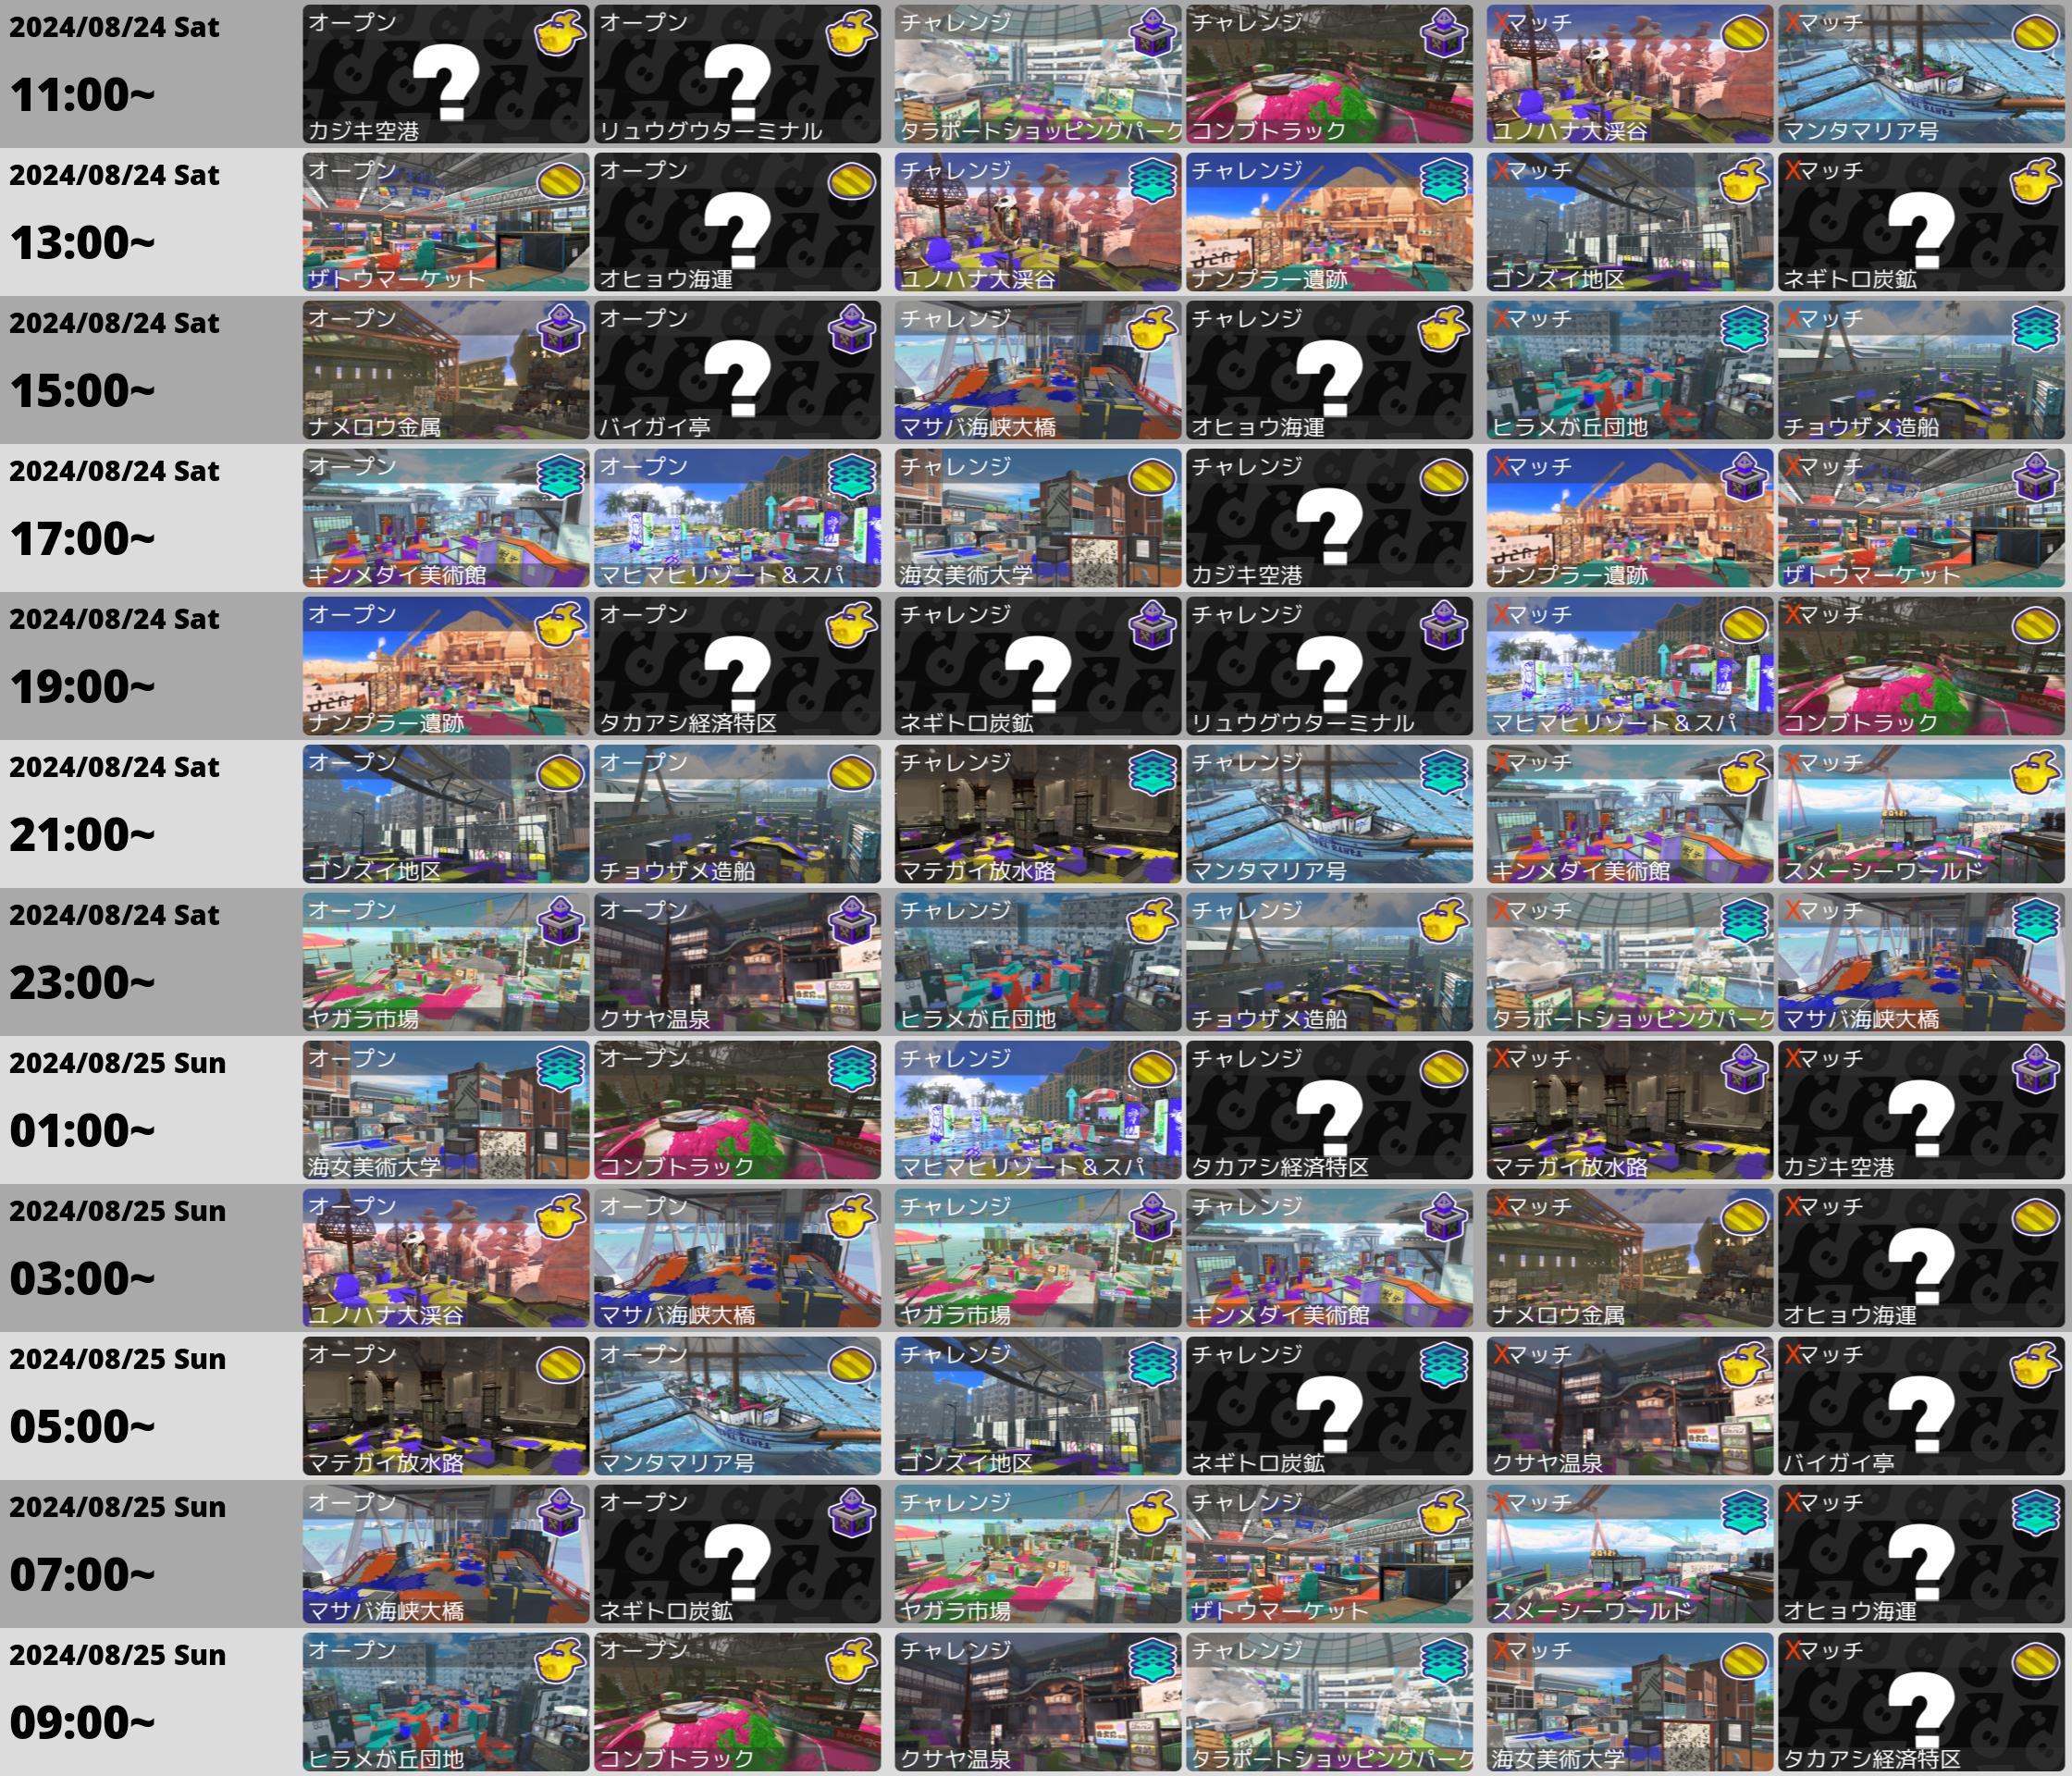 2024/08/24 Sat
11:00~
オープン
カジキ空港
オープン
リュウグウターミナル
チャレンジ
タラポートショッピングパーク
チャレンジ
コンブトラック
Xマッチ
ユノハナ大渓谷
Xマッチ
マンタマリア号
2024/08/24 Sat
13:00~
オープン
ザトウマーケット
オープン
オヒョウ海運
チャレンジ
ユノハナ大渓谷
チャレンジ
ナンプラー遺跡
Xマッチ
ゴンズイ地区
Xマッチ
ネギトロ炭鉱
2024/08/24 Sat
15:00~
オープン
ナメロウ金属
オープン
バイガイ亭
チャレンジ
マサバ海峡大橋
チャレンジ
オヒョウ海運
Xマッチ
ヒラメが丘団地
Xマッチ
チョウザメ造船
2024/08/24 Sat
17:00~
オープン
キンメダイ美術館
オープン
マヒマヒリゾート&スパ
チャレンジ
海女美術大学
チャレンジ
カジキ空港
Xマッチ
ナンプラー遺跡
Xマッチ
ザトウマーケット
2024/08/24 Sat
19:00~
オープン
ナンプラー遺跡
オープン
タカアシ経済特区
チャレンジ
ネギトロ炭鉱
チャレンジ
リュウグウターミナル
Xマッチ
マヒマヒリゾート&スパ
Xマッチ
コンブトラック
2024/08/24 Sat
21:00~
オープン
ゴンズイ地区
オープン
チョウザメ造船
チャレンジ
マテガイ放水路
チャレンジ
マンタマリア号
Xマッチ
キンメダイ美術館
Xマッチ
スメーシーワールド
2024/08/24 Sat
23:00~
オープン
ヤガラ市場
オープン
クサヤ温泉
チャレンジ
ヒラメが丘団地
チャレンジ
チョウザメ造船
Xマッチ
タラポートショッピングパーク
Xマッチ
マサバ海峡大橋
2024/08/25 Sun
01:00~
オープン
海女美術大学
オープン
コンブトラック
チャレンジ
マヒマヒリゾート&スパ
チャレンジ
タカアシ経済特区
Xマッチ
マテガイ放水路
Xマッチ
カジキ空港
2024/08/25 Sun
03:00~
オープン
ユノハナ大渓谷
オープン
マサバ海峡大橋
チャレンジ
ヤガラ市場
チャレンジ
キンメダイ美術館
Xマッチ
ナメロウ金属
Xマッチ
オヒョウ海運
2024/08/25 Sun
05:00~
オープン
マテガイ放水路
オープン
マンタマリア号
チャレンジ
ゴンズイ地区
チャレンジ
ネギトロ炭鉱
Xマッチ
クサヤ温泉
Xマッチ
バイガイ亭
2024/08/25 Sun
07:00~
オープン
マサバ海峡大橋
オープン
ネギトロ炭鉱
チャレンジ
ヤガラ市場
チャレンジ
ザトウマーケット
Xマッチ
スメーシーワールド
Xマッチ
オヒョウ海運
2024/08/25 Sun
09:00~
オープン
ヒラメが丘団地
オープン
コンブトラック
チャレンジ
クサヤ温泉
チャレンジ
タラポートショッピングパーク
Xマッチ
海女美術大学
Xマッチ
タカアシ経済特区